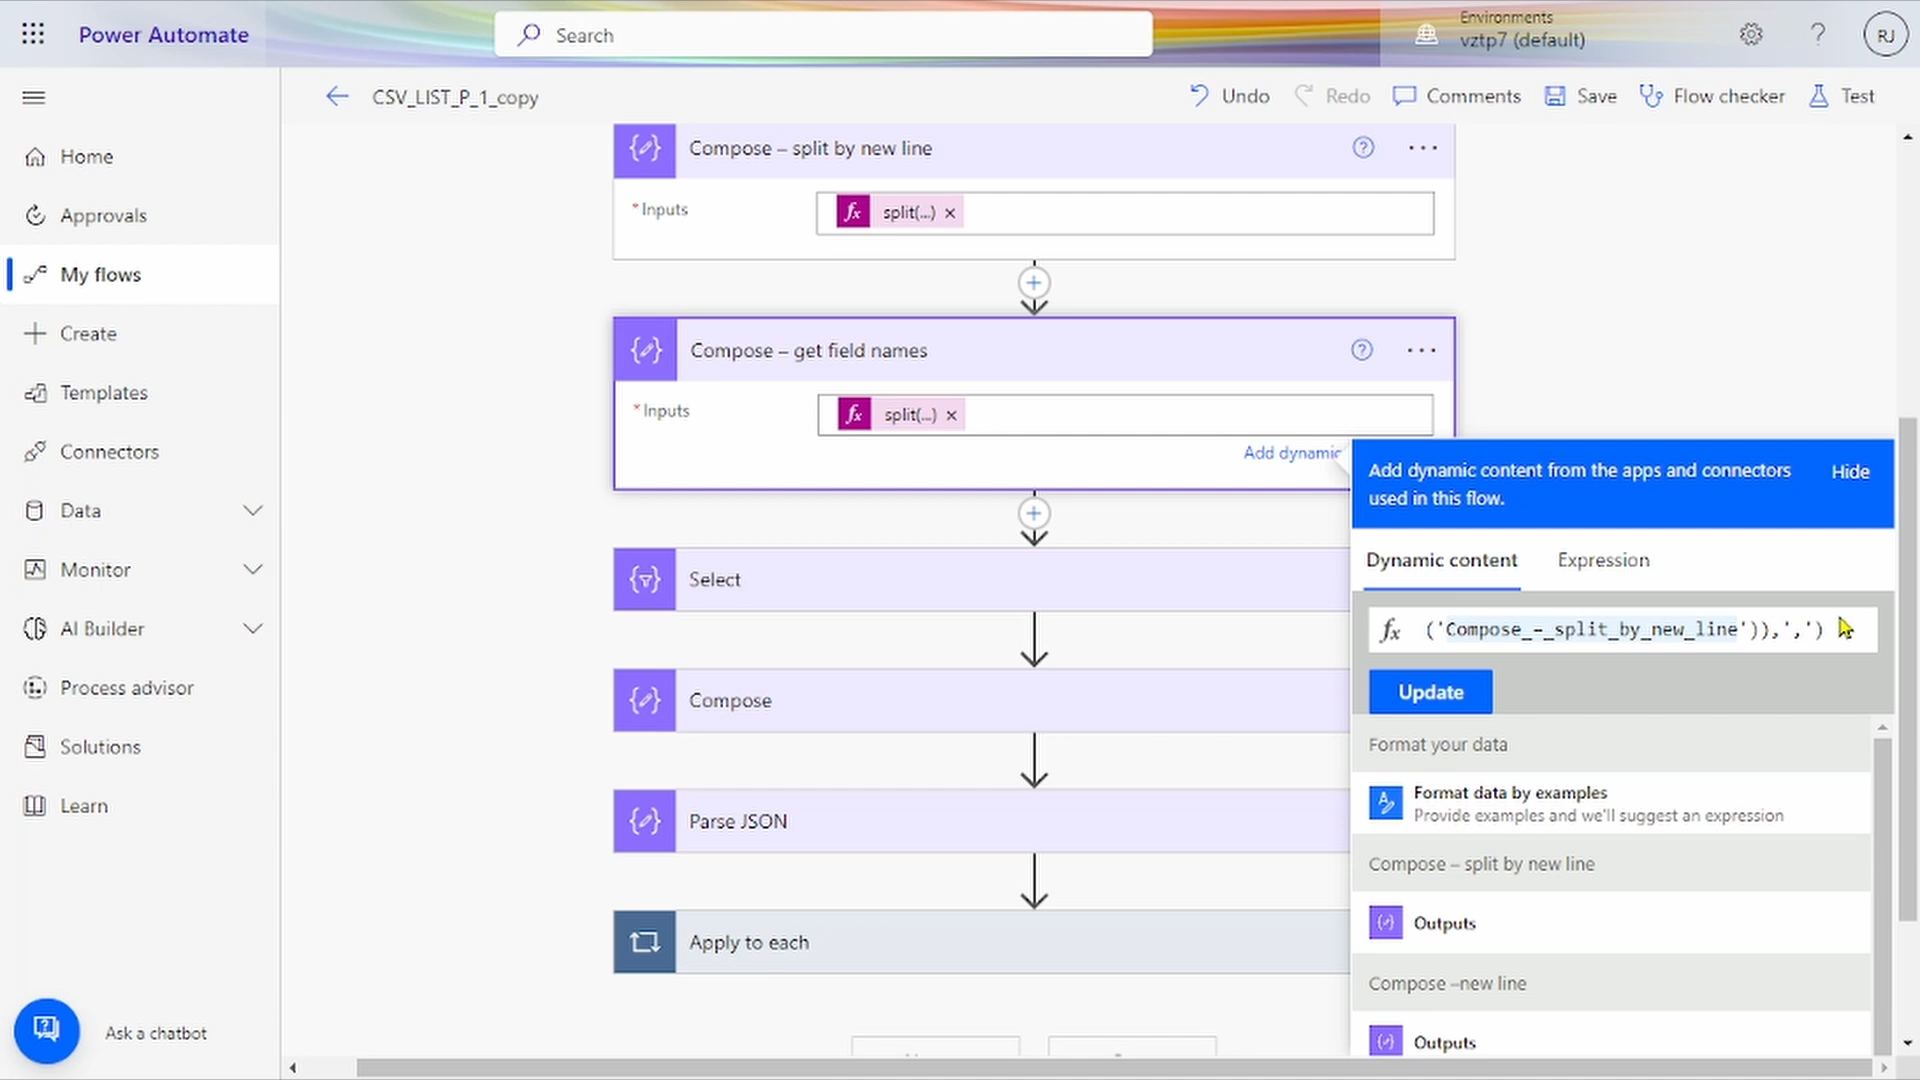 Power Automate
Search
Environments
vztp7 (default)
RJ
CSV_LIST_P_1_copy
Undo
Redo
Comments
Save
Flow checker
Test
Home
Approvals
My flows
Create
Templates
Connectors
Data
Monitor
AI Builder
Process advisor
Solutions
Learn
Ask a chatbot
Compose – split by new line
* Inputs
fx split(...) ×
Compose – get field names
* Inputs
fx split(...) ×
Add dynamic
Select
Compose
Parse JSON
Apply to each
Add dynamic content from the apps and connectors
used in this flow.
Hide
Dynamic content
Expression
fx ('Compose_–_split_by_new_line')),',')
Update
Format your data
Format data by examples
Provide examples and we'll suggest an expression
Compose – split by new line
Outputs
Compose –new line
Outputs